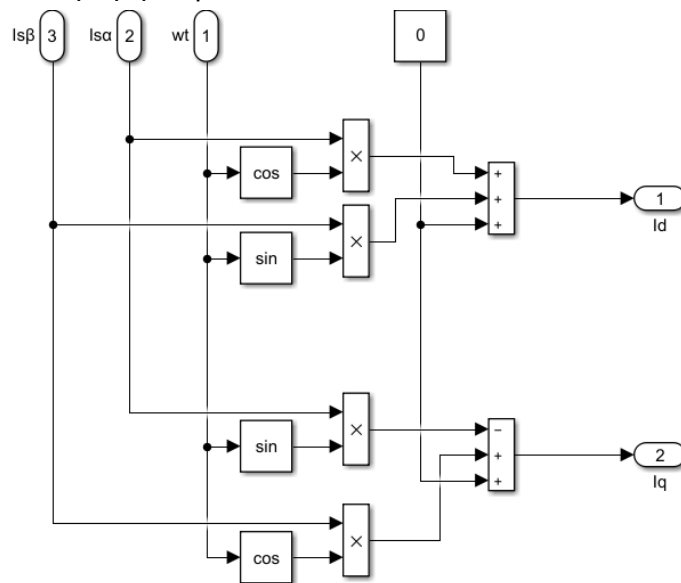 Isβ 3 Isα 2 wt 1 0
×
cos
+
+
+
1
Id
×
sin
×
sin
−
+
+
2
Iq
×
cos